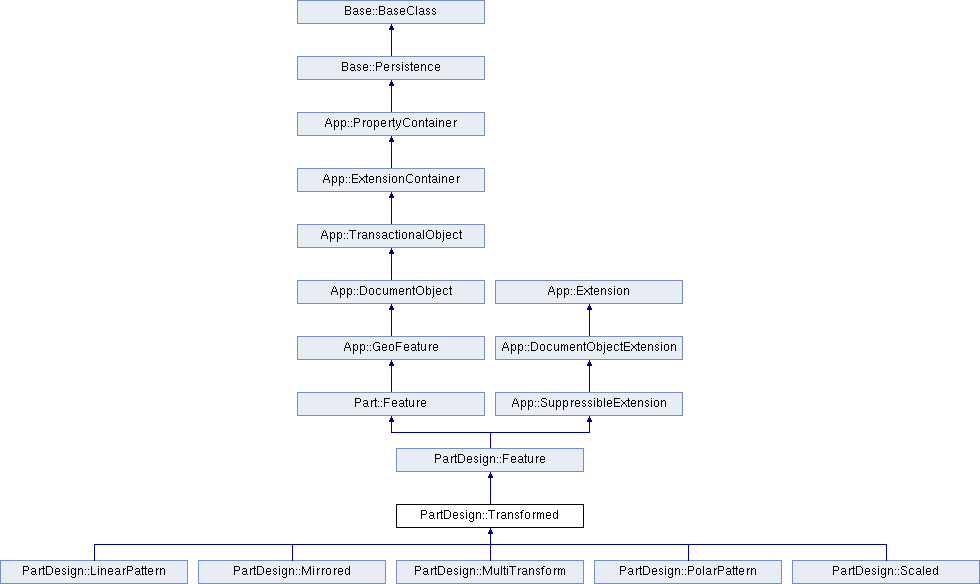 Base::BaseClass
Base::Persistence
App::PropertyContainer
App::ExtensionContainer
App::TransactionalObject
App::DocumentObject App::Extension
App::GeoFeature App::DocumentObjectExtension
Part::Feature App::SuppressibleExtension
PartDesign::Feature
PartDesign::Transformed
PartDesign::LinearPattern PartDesign::Mirrored PartDesign::MultiTransform PartDesign::PolarPattern PartDesign::Scaled